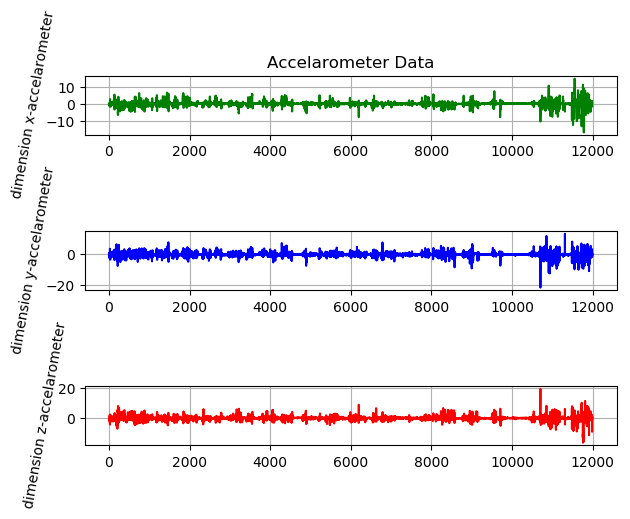 Accelarometer Data
dimension x-accelarometer
10
0
−10
0 2000 4000 6000 8000 10000 12000
dimension y-accelarometer
0
−20
0 2000 4000 6000 8000 10000 12000
dimension z-accelarometer
20
0
0 2000 4000 6000 8000 10000 12000